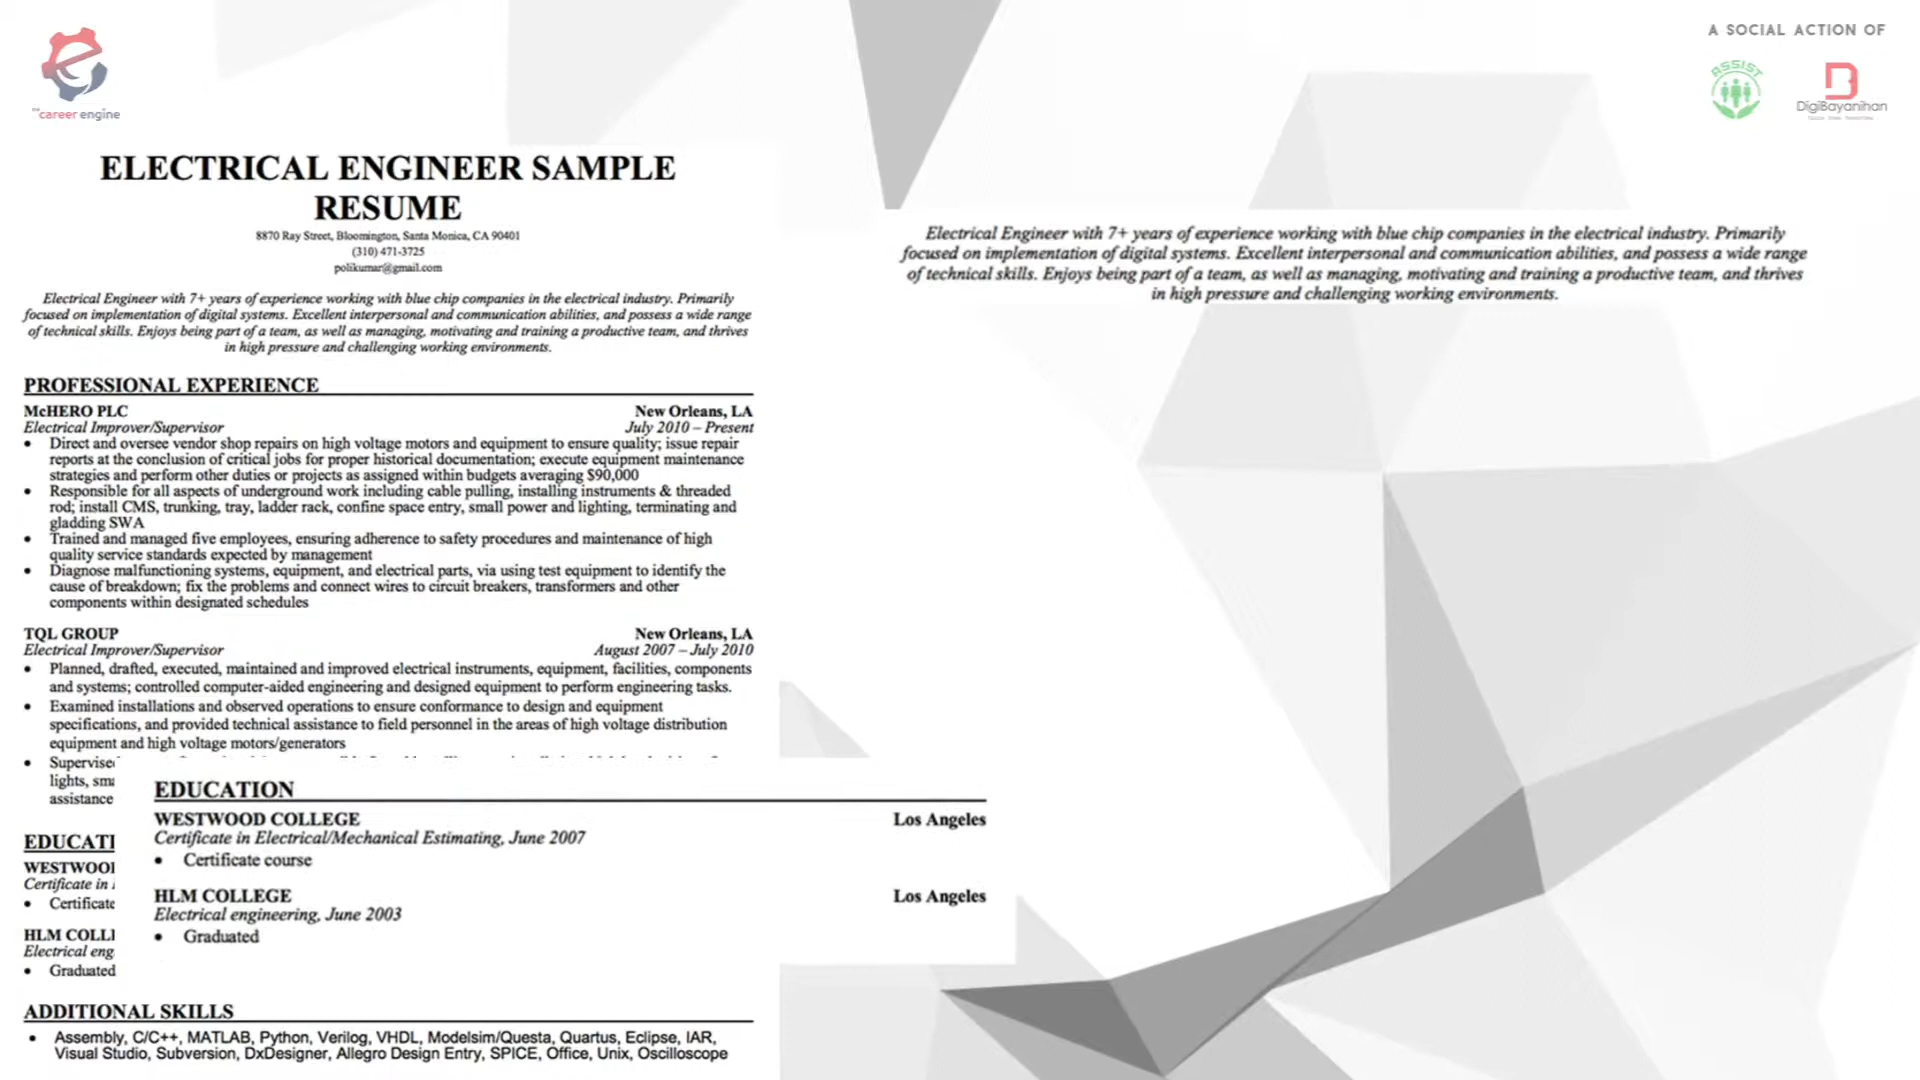 the
career engine
A SOCIAL ACTION OF
ASSIST
DigiBayanihan
ELECTRICAL ENGINEER SAMPLE
RESUME
8870 Ray Street, Bloomington, Santa Monica, CA 90401
(310) 471-3725
polikumar@gmail.com
Electrical Engineer with 7+ years of experience working with blue chip companies in the electrical industry. Primarily
focused on implementation of digital systems. Excellent interpersonal and communication abilities, and possess a wide range
of technical skills. Enjoys being part of a team, as well as managing, motivating and training a productive team, and thrives
in high pressure and challenging working environments.
PROFESSIONAL EXPERIENCE
McHERO PLC New Orleans, LA
Electrical Improver/Supervisor July 2010 – Present
• Direct and oversee vendor shop repairs on high voltage motors and equipment to ensure quality; issue repair
reports at the conclusion of critical jobs for proper historical documentation; execute equipment maintenance
strategies and perform other duties or projects as assigned within budgets averaging $90,000
• Responsible for all aspects of underground work including cable pulling, installing instruments & threaded
rod; install CMS, trunking, tray, ladder rack, confine space entry, small power and lighting, terminating and
gladding SWA
• Trained and managed five employees, ensuring adherence to safety procedures and maintenance of high
quality service standards expected by management
• Diagnose malfunctioning systems, equipment, and electrical parts, via using test equipment to identify the
cause of breakdown; fix the problems and connect wires to circuit breakers, transformers and other
components within designated schedules
TQL GROUP New Orleans, LA
Electrical Improver/Supervisor August 2007 – July 2010
• Planned, drafted, executed, maintained and improved electrical instruments, equipment, facilities, components
and systems; controlled computer-aided engineering and designed equipment to perform engineering tasks.
• Examined installations and observed operations to ensure conformance to design and equipment
specifications, and provided technical assistance to field personnel in the areas of high voltage distribution
equipment and high voltage motors/generators
• Supervise
lights, sma
assistance
EDUCATI
WESTWOO
Certificate in
• Certificate
HLM COLL
Electrical eng
• Graduated
ADDITIONAL SKILLS
• Assembly, C/C++, MATLAB, Python, Verilog, VHDL, Modelsim/Questa, Quartus, Eclipse, IAR,
Visual Studio, Subversion, DxDesigner, Allegro Design Entry, SPICE, Office, Unix, Oscilloscope
EDUCATION
WESTWOOD COLLEGE Los Angeles
Certificate in Electrical/Mechanical Estimating, June 2007
• Certificate course
HLM COLLEGE Los Angeles
Electrical engineering, June 2003
• Graduated
Electrical Engineer with 7+ years of experience working with blue chip companies in the electrical industry. Primarily
focused on implementation of digital systems. Excellent interpersonal and communication abilities, and possess a wide range
of technical skills. Enjoys being part of a team, as well as managing, motivating and training a productive team, and thrives
in high pressure and challenging working environments.